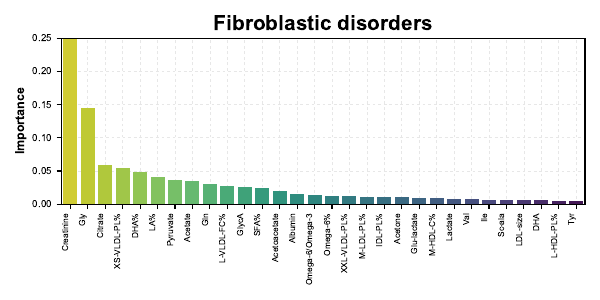 Fibroblastic disorders
Importance
0.25
0.20
0.15
0.10
0.05
0.00
Creatinine
Gly
Citrate
XS-VLDL-PL%
DHA%
LA%
Pyruvate
Acetate
Gln
L-VLDL-FC%
GlycA
SFA%
Acetoacetate
Albumin
Omega-6/Omega-3
Omega-6%
XXL-VLDL-PL%
M-LDL-PL%
IDL-PL%
Acetone
Glu-lactate
M-HDL-C%
Lactate
Val
Ile
LDL-size
DHA
L-HDL-PL%
Tyr